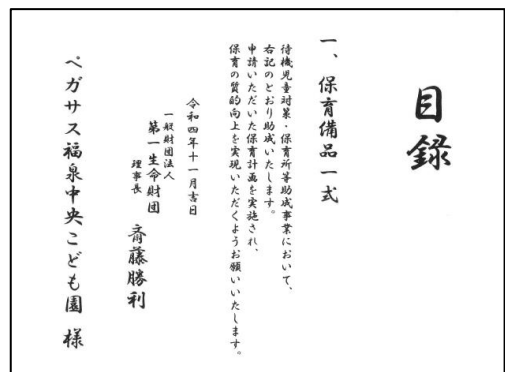 目録
一、保育備品一式
待機児童対策・保育所等助成事業において、
右記のとおり助成いたします。
申請いただいた保育計画を実施され、
保育の質的向上を実現いただくようお願いいたします。
令和四年十一月吉日
一般財団法人
第一生命財団
理事長 斎藤勝利
ペガサス福泉中央こども園 様